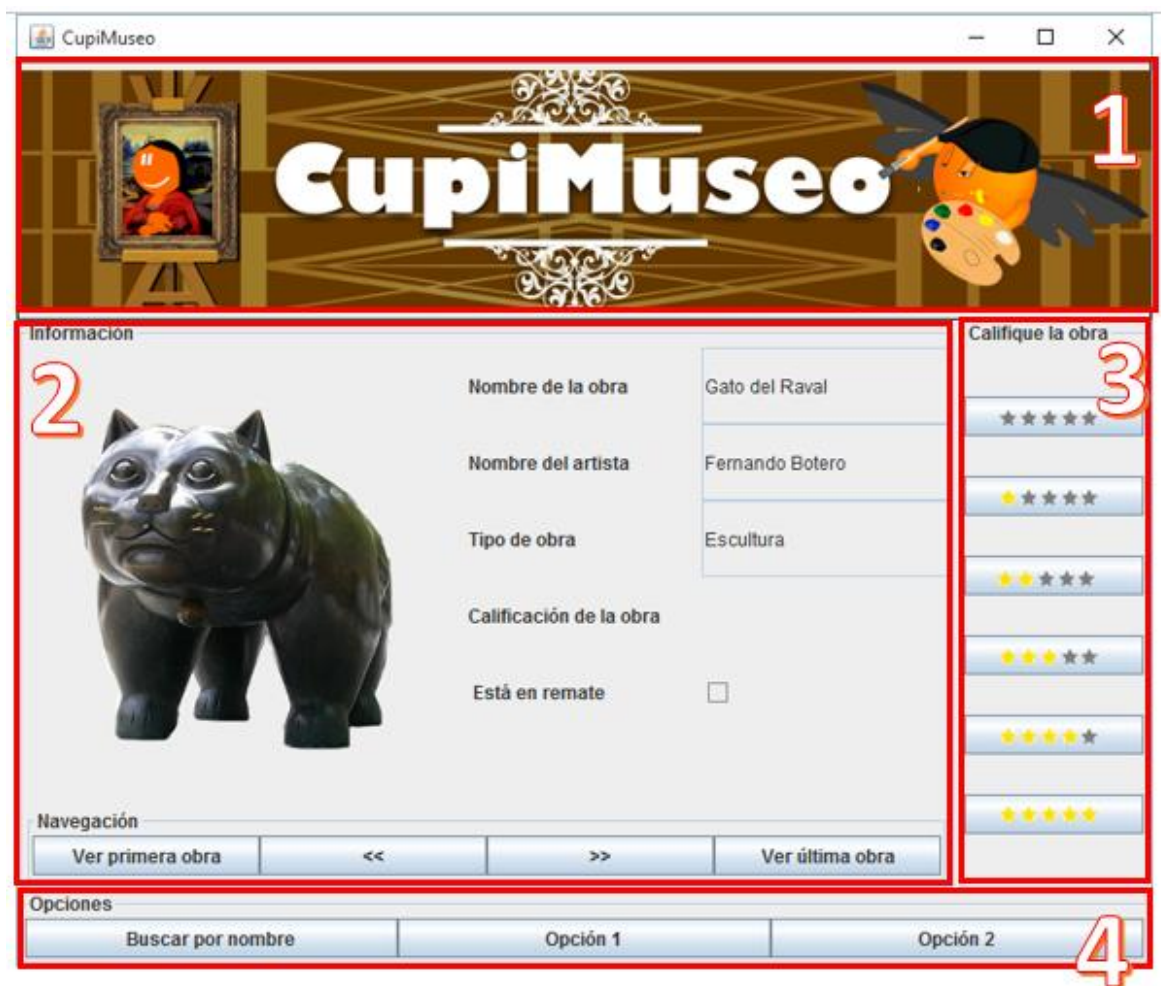 CupiMuseo
CupiMuseo
1
Información
2
Nombre de la obra
Gato del Raval
Nombre del artista
Fernando Botero
Tipo de obra
Escultura
Calificación de la obra
Está en remate
Navegación
Ver primera obra
<<
>>
Ver última obra
Califique la obra
3
Opciones
Buscar por nombre
Opción 1
Opción 2
4